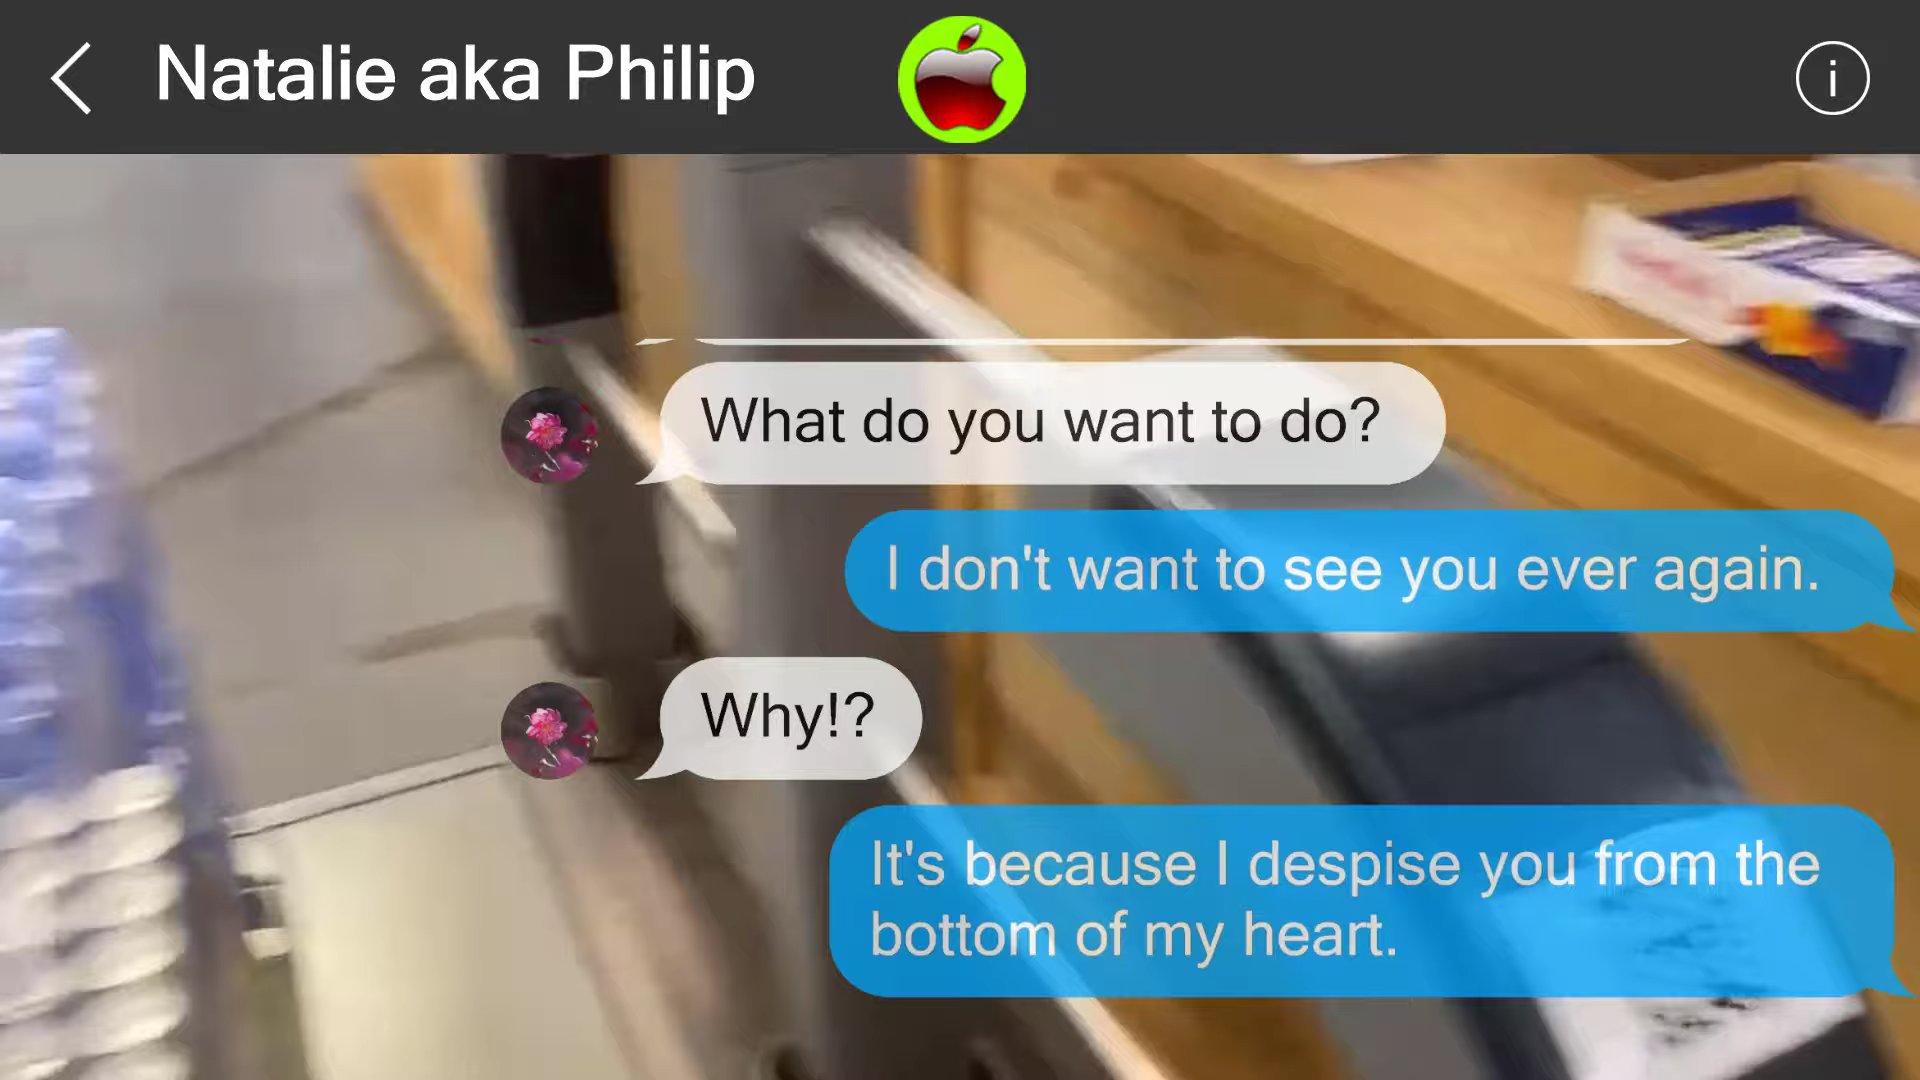 Natalie aka Philip
What do you want to do?
I don't want to see you ever again.
Why!?
It's because I despise you from the
bottom of my heart.